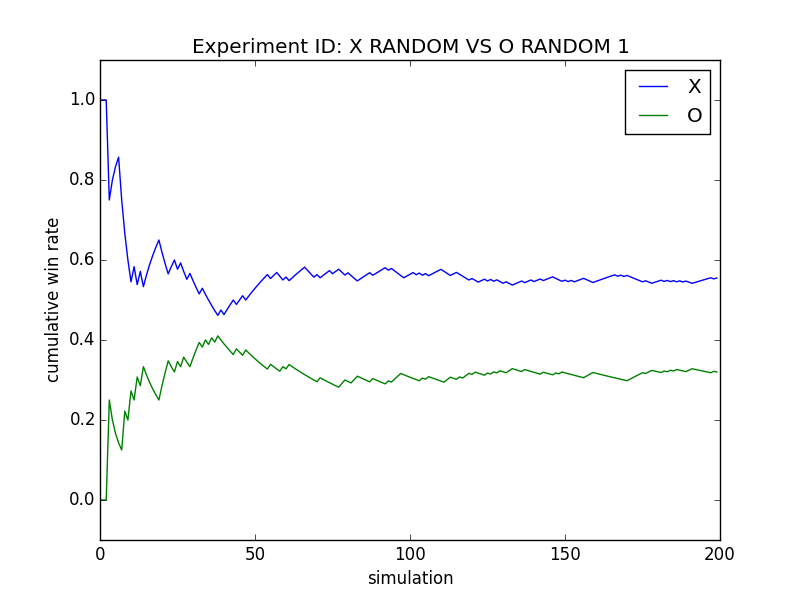 Experiment ID: X RANDOM VS O RANDOM 1
X
O
1.0
0.8
0.6
0.4
0.2
0.0
cumulative win rate
0 50 100 150 200
simulation